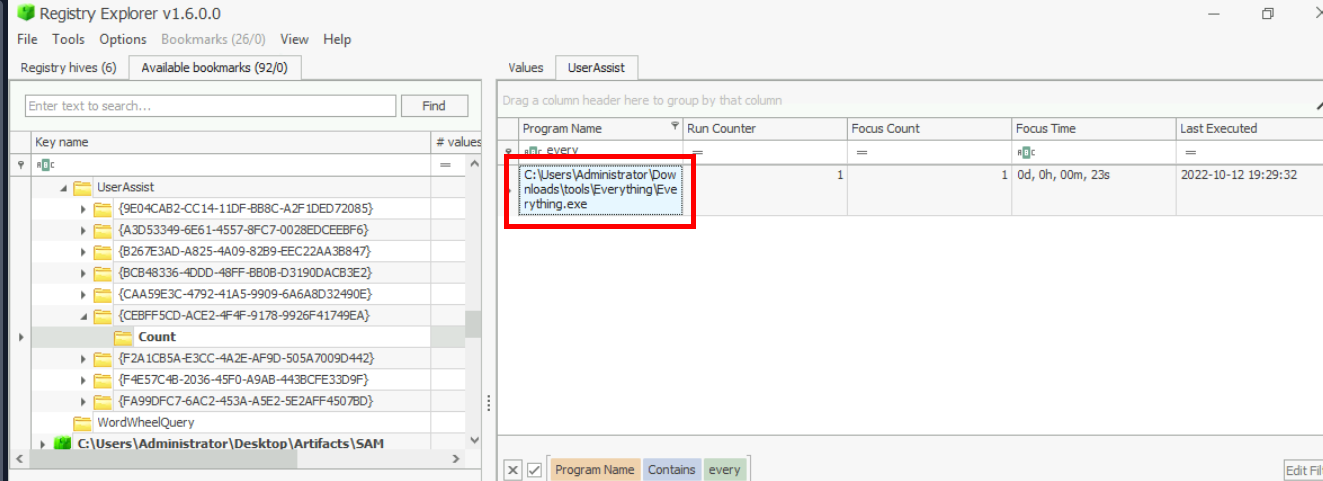 Registry Explorer v1.6.0.0
File Tools Options Bookmarks (26/0) View Help
Registry hives (6) Available bookmarks (92/0)
Enter text to search... Find
Key name # values
=
UserAssist
{9E04CAB2-CC14-11DF-BB8C-A2F1DED72085}
{A3D53349-6E61-4557-8FC7-0028EDCEEBF6}
{B267E3AD-A825-4A09-82B9-EEC22AA3B847}
{BCB48336-4DDD-48FF-BB0B-D3190DACB3E2}
{CAA59E3C-4792-41A5-9909-6A6A8D32490E}
{CEBFF5CD-ACE2-4F4F-9178-9926F41749EA}
Count
{F2A1CB5A-E3CC-4A2E-AF9D-505A7009D442}
{F4E57C4B-2036-45F0-A9AB-443BCFE33D9F}
{FA99DFC7-6AC2-453A-A5E2-5E2AFF4507BD}
WordWheelQuery
C:\Users\Administrator\Desktop\Artifacts\SAM
Values UserAssist
Drag a column header here to group by that column
Program Name Run Counter Focus Count Focus Time Last Executed
every = = =
C:\Users\Administrator\Dow
nloads\tools\Everything\Eve
rything.exe
1 1 0d, 0h, 00m, 23s 2022-10-12 19:29:32
Program Name Contains every Edit Fil